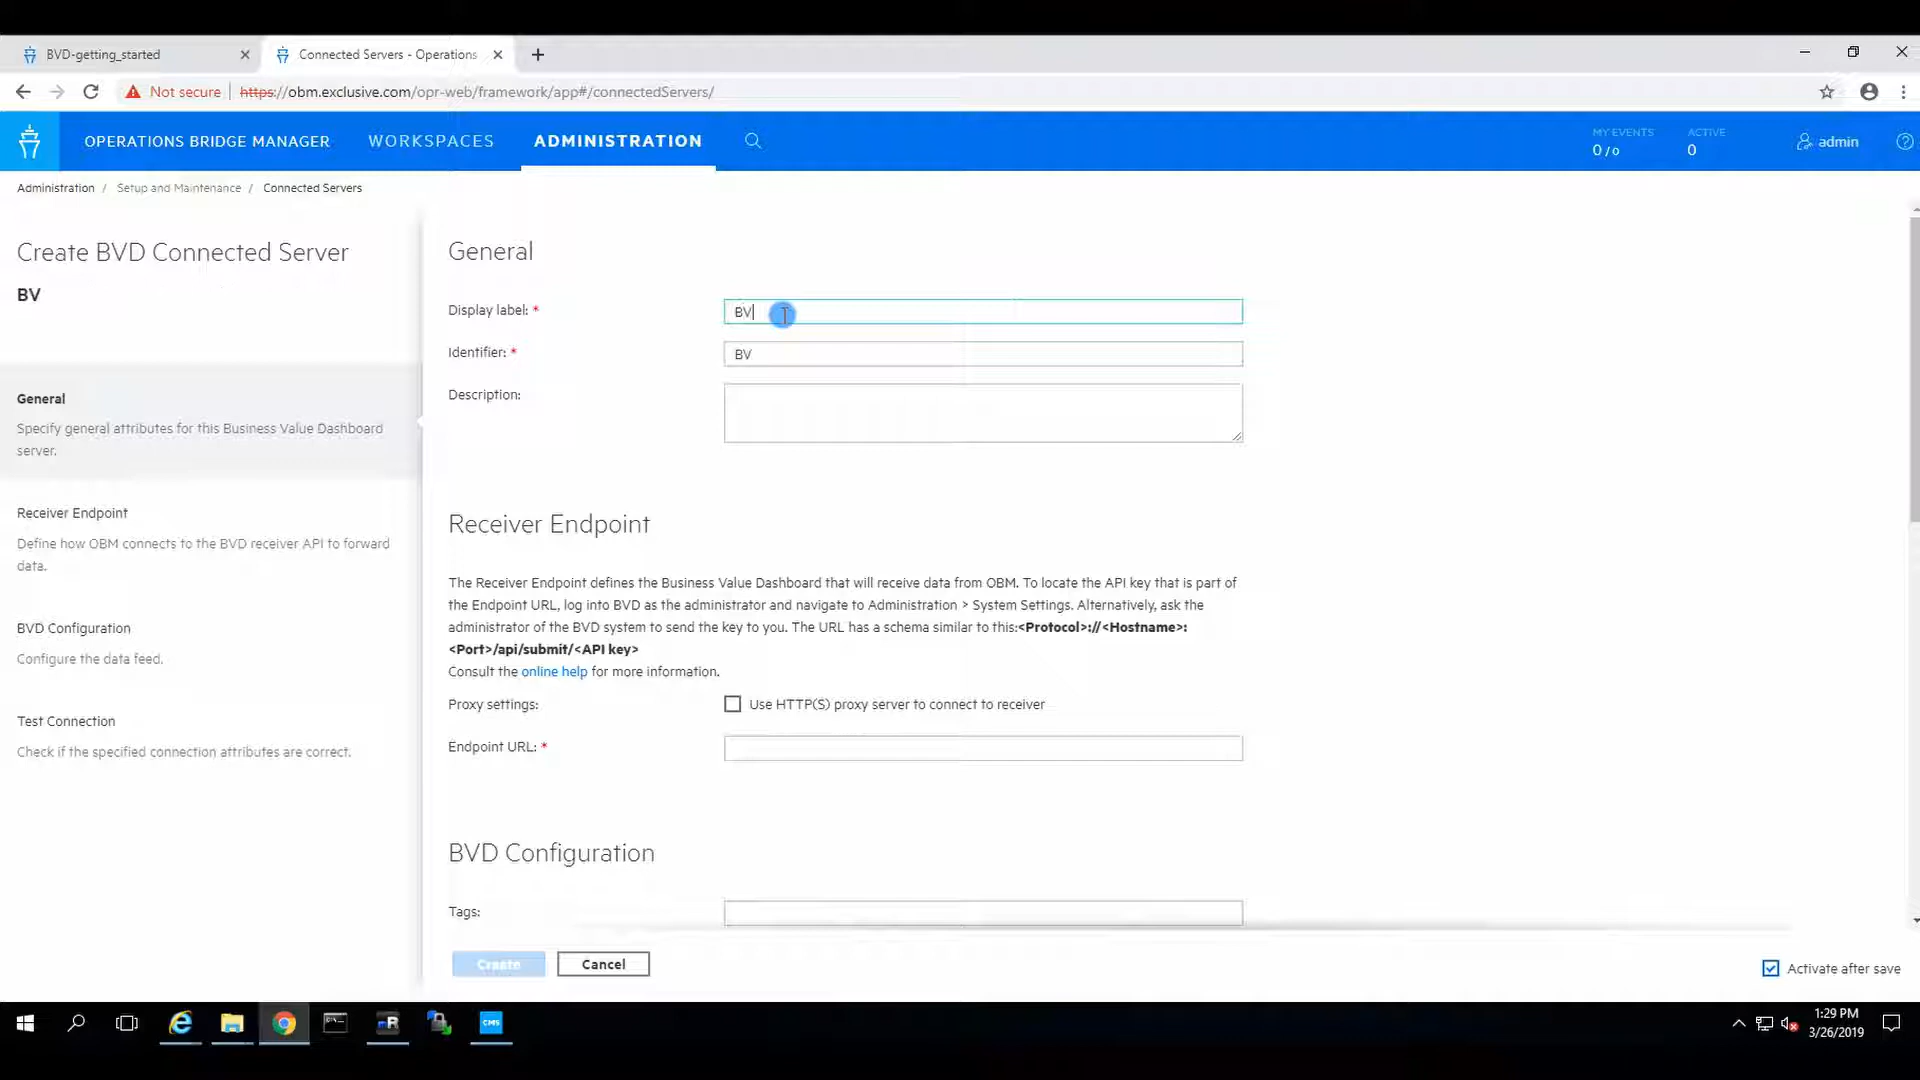 BVD-getting_started
Connected Servers - Operations
Not secure
https://obm.exclusive.com/opr-web/framework/app#/connectedServers/
OPERATIONS BRIDGE MANAGER
WORKSPACES
ADMINISTRATION
MY EVENTS
0 / 0
ACTIVE
0
admin
Administration / Setup and Maintenance / Connected Servers
Create BVD Connected Server
BV
General
Specify general attributes for this Business Value Dashboard
server.
Receiver Endpoint
Define how OBM connects to the BVD receiver API to forward
data.
BVD Configuration
Configure the data feed.
Test Connection
Check if the specified connection attributes are correct.
General
Display label: *
BV
Identifier: *
BV
Description:
Receiver Endpoint
The Receiver Endpoint defines the Business Value Dashboard that will receive data from OBM. To locate the API key that is part of
the Endpoint URL, log into BVD as the administrator and navigate to Administration > System Settings. Alternatively, ask the
administrator of the BVD system to send the key to you. The URL has a schema similar to this:<Protocol>://<Hostname>:
<Port>/api/submit/<API key>
Consult the online help for more information.
Proxy settings:
Use HTTP(S) proxy server to connect to receiver
Endpoint URL: *
BVD Configuration
Tags:
Create
Cancel
Activate after save
CMS
1:29 PM
3/26/2019